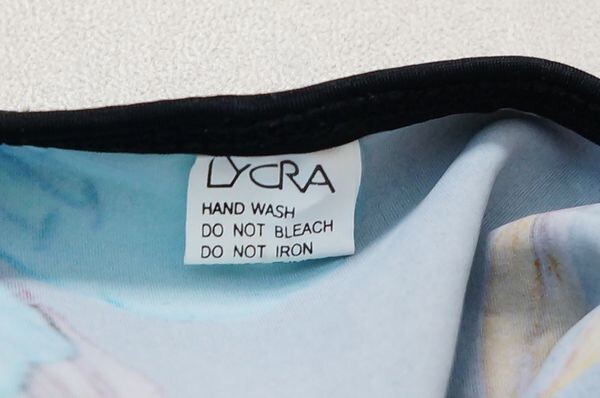 LYCRA
HAND WASH
DO NOT BLEACH
DO NOT IRON